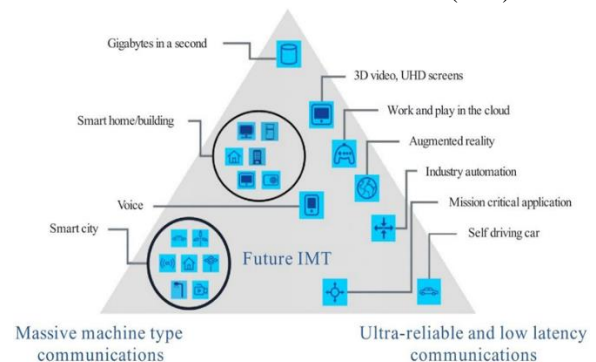 Gigabytes in a second
3D video, UHD screens
Work and play in the cloud
Smart home/building
Augmented reality
Industry automation
Voice
Mission critical application
Smart city
Self driving car
Future IMT
Massive machine type
communications
Ultra-reliable and low latency
communications